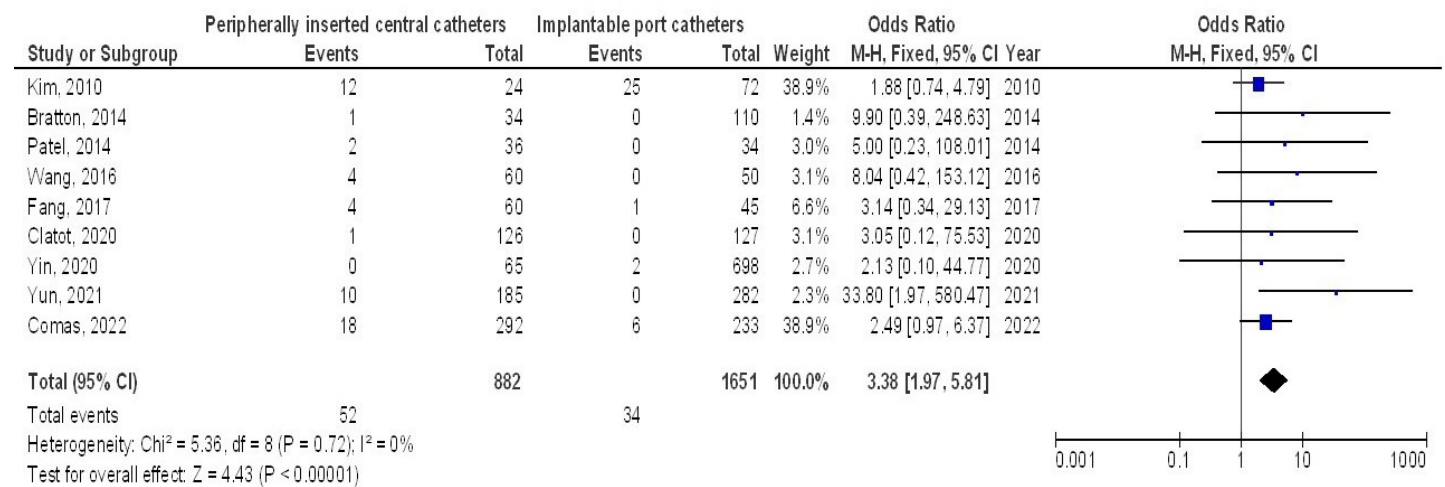 Peripherally inserted central catheters Implantable port catheters Odds Ratio Odds Ratio
Study or Subgroup Events Total Events Total Weight M-H, Fixed, 95% CI Year M-H, Fixed, 95% CI
Kim, 2010 12 24 25 72 38.9% 1.88 [0.74, 4.79] 2010
Bratton, 2014 1 34 0 110 1.4% 9.90 [0.39, 248.63] 2014
Patel, 2014 2 36 0 34 3.0% 5.00 [0.23, 108.01] 2014
Wang, 2016 4 60 0 50 3.1% 8.04 [0.42, 153.12] 2016
Fang, 2017 4 60 1 45 6.6% 3.14 [0.34, 29.13] 2017
Clatot, 2020 1 126 0 127 3.1% 3.05 [0.12, 75.53] 2020
Yin, 2020 0 65 2 698 2.7% 2.13 [0.10, 44.77] 2020
Yun, 2021 10 185 0 282 2.3% 33.80 [1.97, 580.47] 2021
Comas, 2022 18 292 6 233 38.9% 2.49 [0.97, 6.37] 2022
Total (95% CI) 882 1651 100.0% 3.38 [1.97, 5.81]
Total events 52 34
Heterogeneity: Chi² = 5.36, df = 8 (P = 0.72); I² = 0%
Test for overall effect: Z = 4.43 (P < 0.00001)
0.001 0.1 1 10 1000